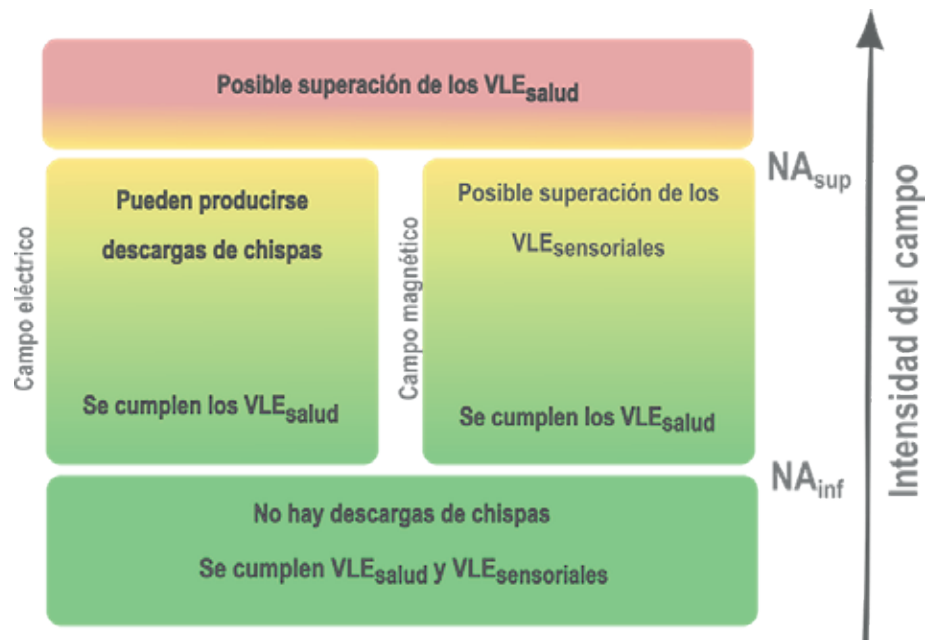 Posible superación de los VLEsalud
NAsup
Campo eléctrico
Pueden producirse
descargas de chispas
Se cumplen los VLEsalud
Campo magnético
Posible superación de los
VLEsensoriales
Se cumplen los VLEsalud
NAinf
No hay descargas de chispas
Se cumplen VLEsalud y VLEsensoriales
Intensidad del campo